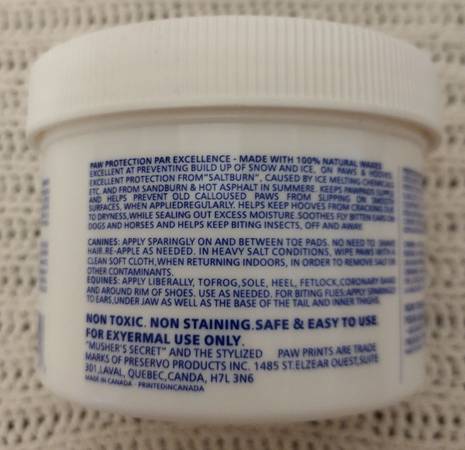 PAW PROTECTION PAR EXCELLENCE - MADE WITH 100% NATURAL WAXES
EXCELLENT AT PREVENTING BUILD UP OF SNOW AND ICE, ON PAWS & HOOVES.
EXCELLENT PROTECTION FROM"SALTBURN", CAUSED BY ICE MELTING CHEMICALS
ETC. AND FROM SANDBURN & HOT ASPHALT IN SUMMERE. KEEPS PAWPADS SUPPLE
AND HELPS PREVENT OLD CALLOUSED PAWS FROM SLIPPING ON SMOOTH
SURFACES, WHEN APPLIEDREGULARLY. HELPS KEEP HOOVES FROM CRACKING DUE
TO DRYNESS,WHILE SEALING OUT EXCESS MOISTURE.SOOTHES FLY BITTEN EARS ON
DOGS AND HORSES AND HELPS KEEP BITING INSECTS, OFF AND AWAY.
CANINES: APPLY SPARINGLY ON AND BETWEEN TOE PADS. NO NEED TO
HAIR.RE-APPLE AS NEEDED. IN HEAVY SALT CONDITIONS, WIPE PAWS WITH A
CLEAN SOFT CLOTH,WHEN RETURNING INDOORS, IN ORDER TO REMOVE SALT OR
OTHER CONTAMINANTS.
EQUINES: APPLY LIBERALLY, TOFROG,SOLE, HEEL, FETLOCK,CORONARY BAND
AND AROUND RIM OF SHOES. USE AS NEEDED. FOR BITING FLIES:APPLY SPARINGLY
TO EARS,UNDER JAW AS WELL AS THE BASE OF THE TAIL AND INNER THIGHS.
NON TOXIC. NON STAINING.SAFE & EASY TO USE
FOR EXYERMAL USE ONLY.
"MUSHER'S SECRET" AND THE STYLIZED PAW PRINTS ARE TRADE
MARKS OF PRESERVO PRODUCTS INC. 1485 ST.ELZEAR OUEST,SUITE
301,LAVAL, QUEBEC,CANDA, H7L 3N6
MADE IN CANADA · PRINTEDINCANADA